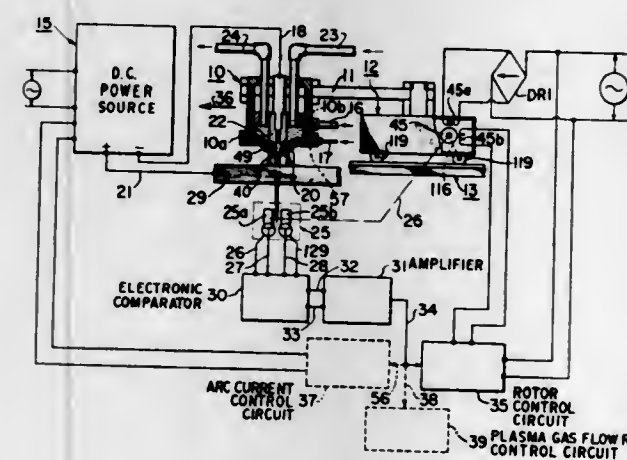 15
D.C.
POWER
SOURCE
+
−
21
24
18
23
10
36
11
12
10b
16
22
10a
49
17
29
40
20
57
45a
45
45b
DR1
119
119
116
13
25a
25b
25
26
26
27
28
129
ELECTRONIC
COMPARATOR
30
32
33
31
AMPLIFIER
34
ARC CURRENT
CONTROL
CIRCUIT
37
56
38
35
ROTOR
CONTROL
CIRCUIT
39
PLASMA GAS FLOW R
CONTROL CIRCUIT